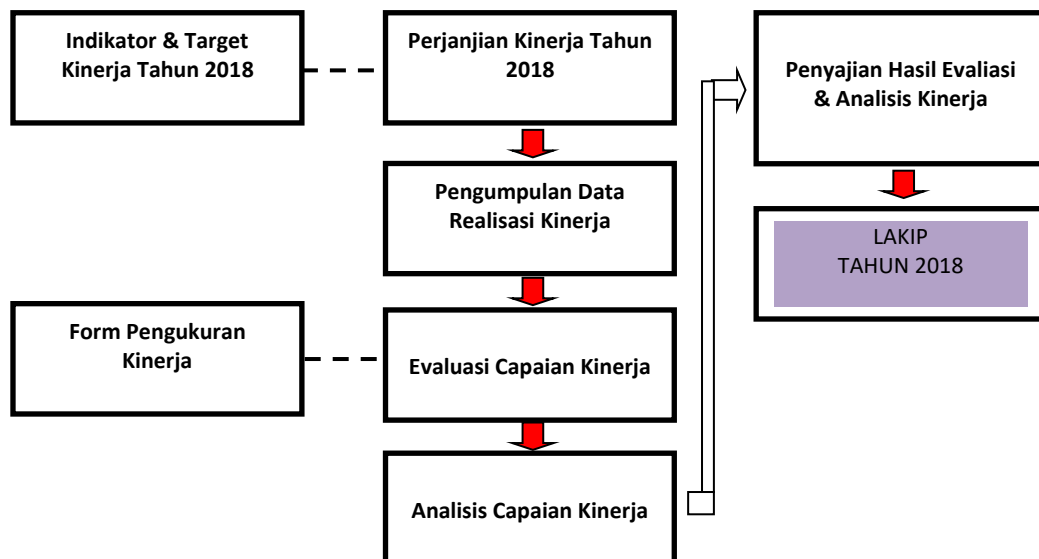 Indikator & Target
Kinerja Tahun 2018
Perjanjian Kinerja Tahun
2018
Pengumpulan Data
Realisasi Kinerja
Form Pengukuran
Kinerja
Evaluasi Capaian Kinerja
Analisis Capaian Kinerja
Penyajian Hasil Evaliasi
& Analisis Kinerja
LAKIP
TAHUN 2018